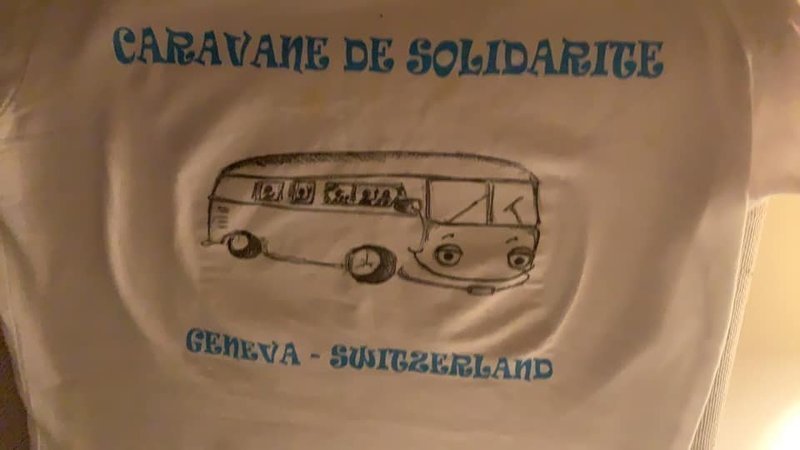 CARAVANE DE SOLIDARITE
GENEVA - SWITZERLAND